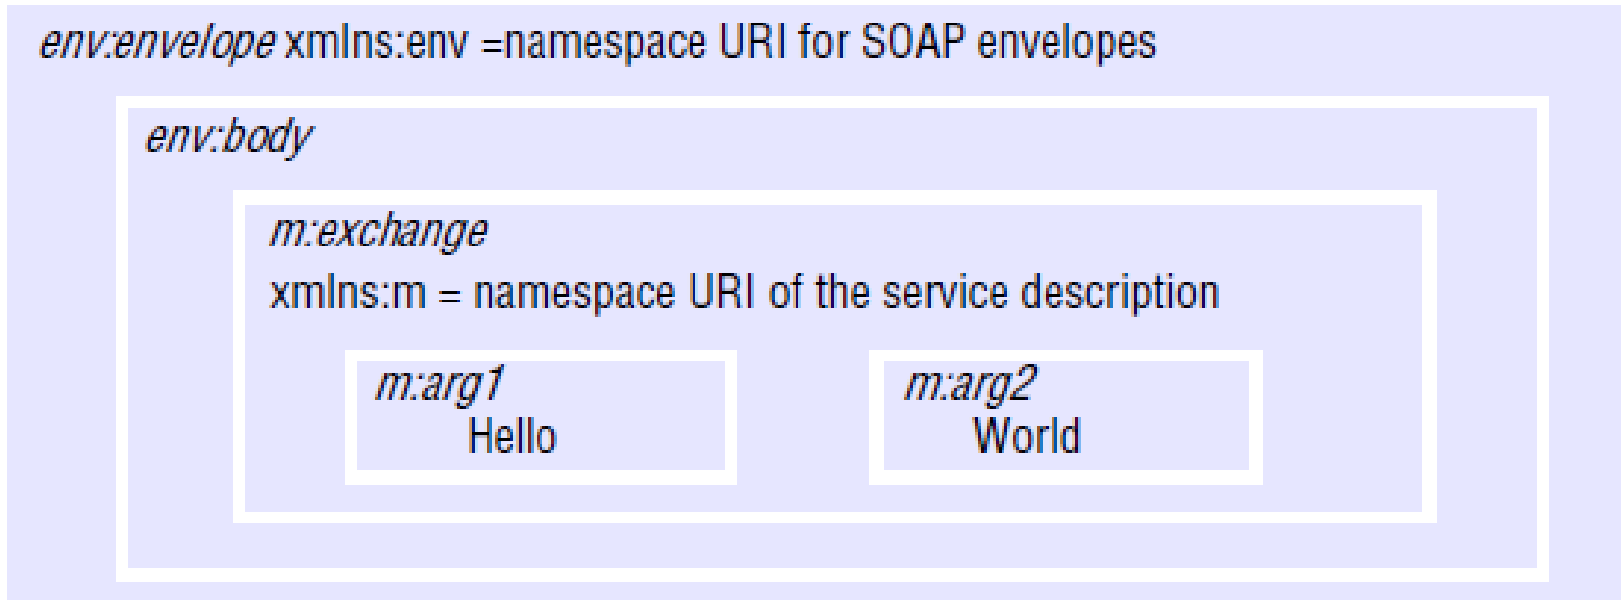 env:envelope xmlns:env =namespace URI for SOAP envelopes
env:body
m:exchange
xmlns:m = namespace URI of the service description
m:arg1
Hello
m:arg2
World